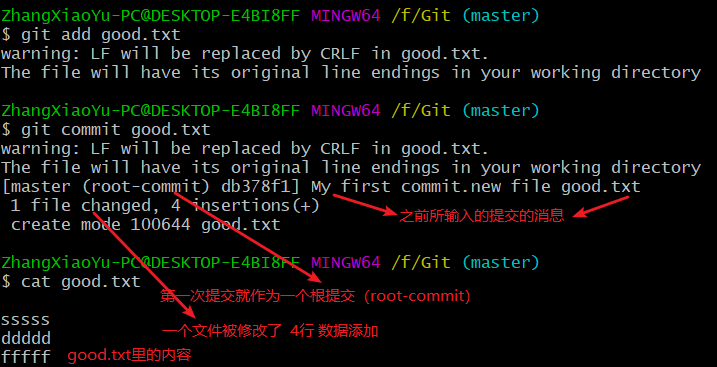 ZhangXiaoYu-PC@DESKTOP-E4BI8FF MINGW64 /f/Git (master)
$ git add good.txt
warning: LF will be replaced by CRLF in good.txt.
The file will have its original line endings in your working directory
ZhangXiaoYu-PC@DESKTOP-E4BI8FF MINGW64 /f/Git (master)
$ git commit good.txt
warning: LF will be replaced by CRLF in good.txt.
The file will have its original line endings in your working directory
[master (root-commit) db378f1] My first commit.new file good.txt
1 file changed, 4 insertions(+)
之前所输入的提交的消息
create mode 100644 good.txt
ZhangXiaoYu-PC@DESKTOP-E4BI8FF MINGW64 /f/Git (master)
$ cat good.txt
第一次提交就作为一个根提交（root-commit）
sssss
一个文件被修改了 4行 数据添加
ddddd
fffff
good.txt里的内容